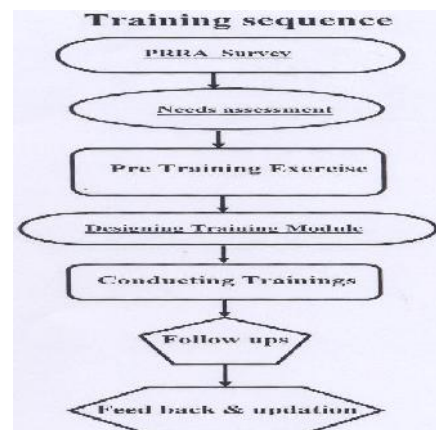 Training sequence
PRRA Survey
Needs assessment
Pre Training Exercise
Designing Training Module
Conducting Trainings
Follow ups
Feed back & updation